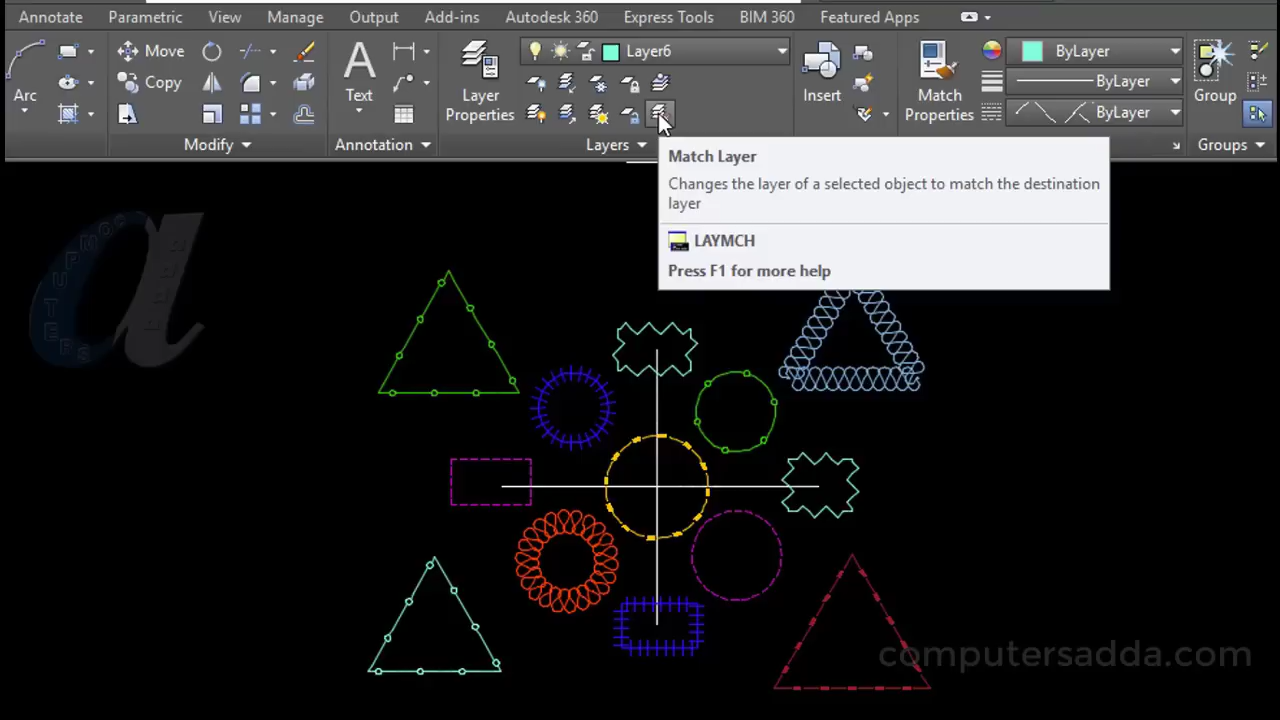 Annotate Parametric View Manage Output Add-ins Autodesk 360 Express Tools BIM 360 Featured Apps
Move
Layer6
ByLayer
Copy
ByLayer
Arc
Text
Layer
Properties
Insert
Match
Properties
ByLayer
Group
Modify
Annotation
Layers
Groups
Match Layer
Changes the layer of a selected object to match the destination
layer
LAYMCH
Press F1 for more help
computersadda.com